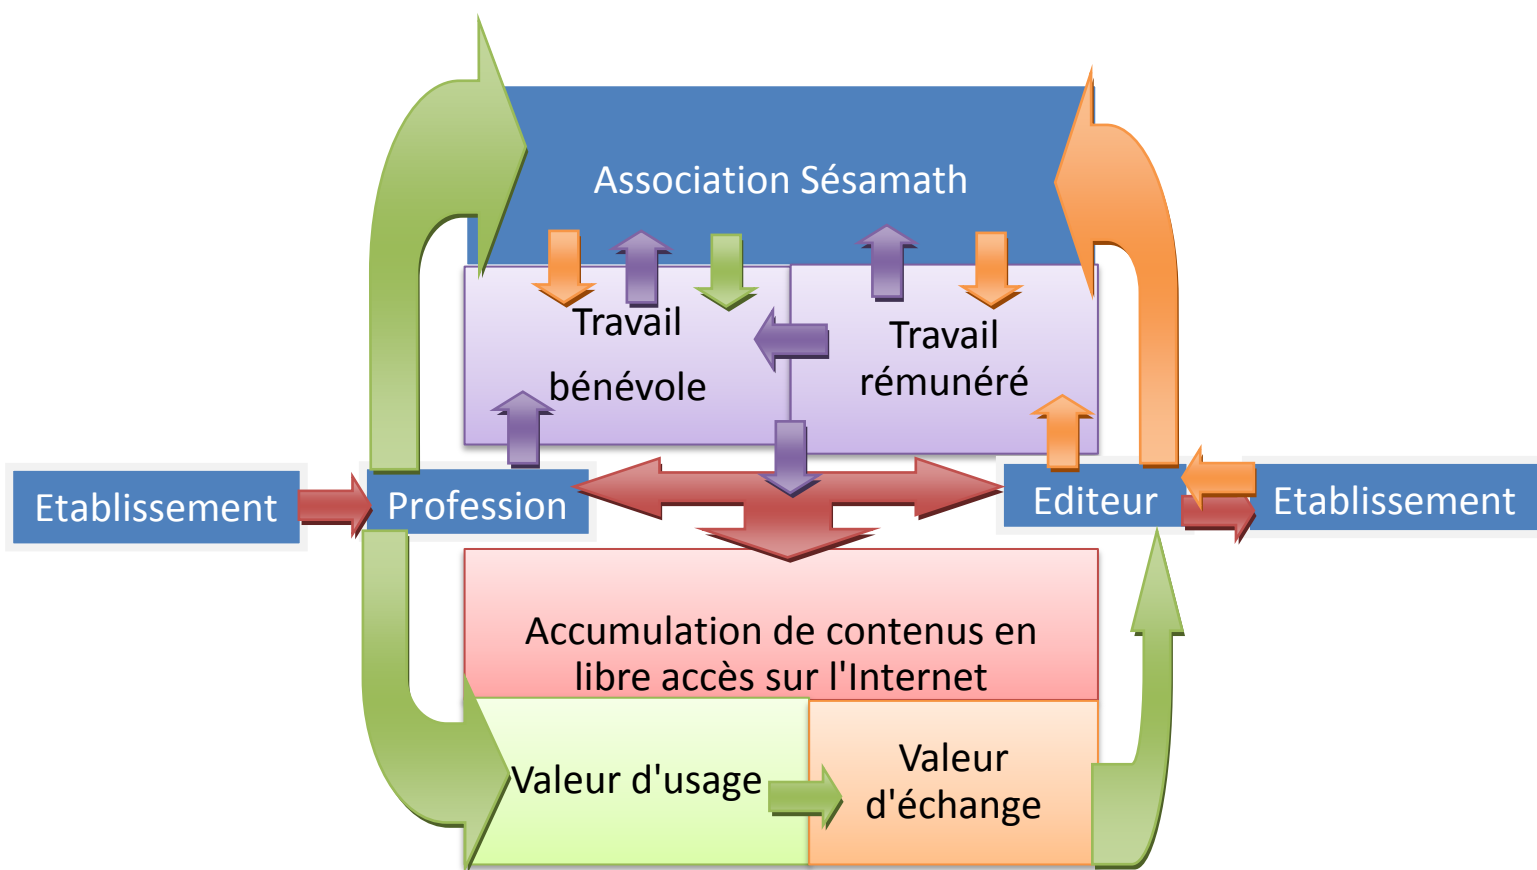 Association Sésamath
Travail
bénévole
Travail
rémunéré
Etablissement
Profession
Editeur
Etablissement
Accumulation de contenus en
libre accès sur l'Internet
Valeur d'usage
Valeur
d'échange